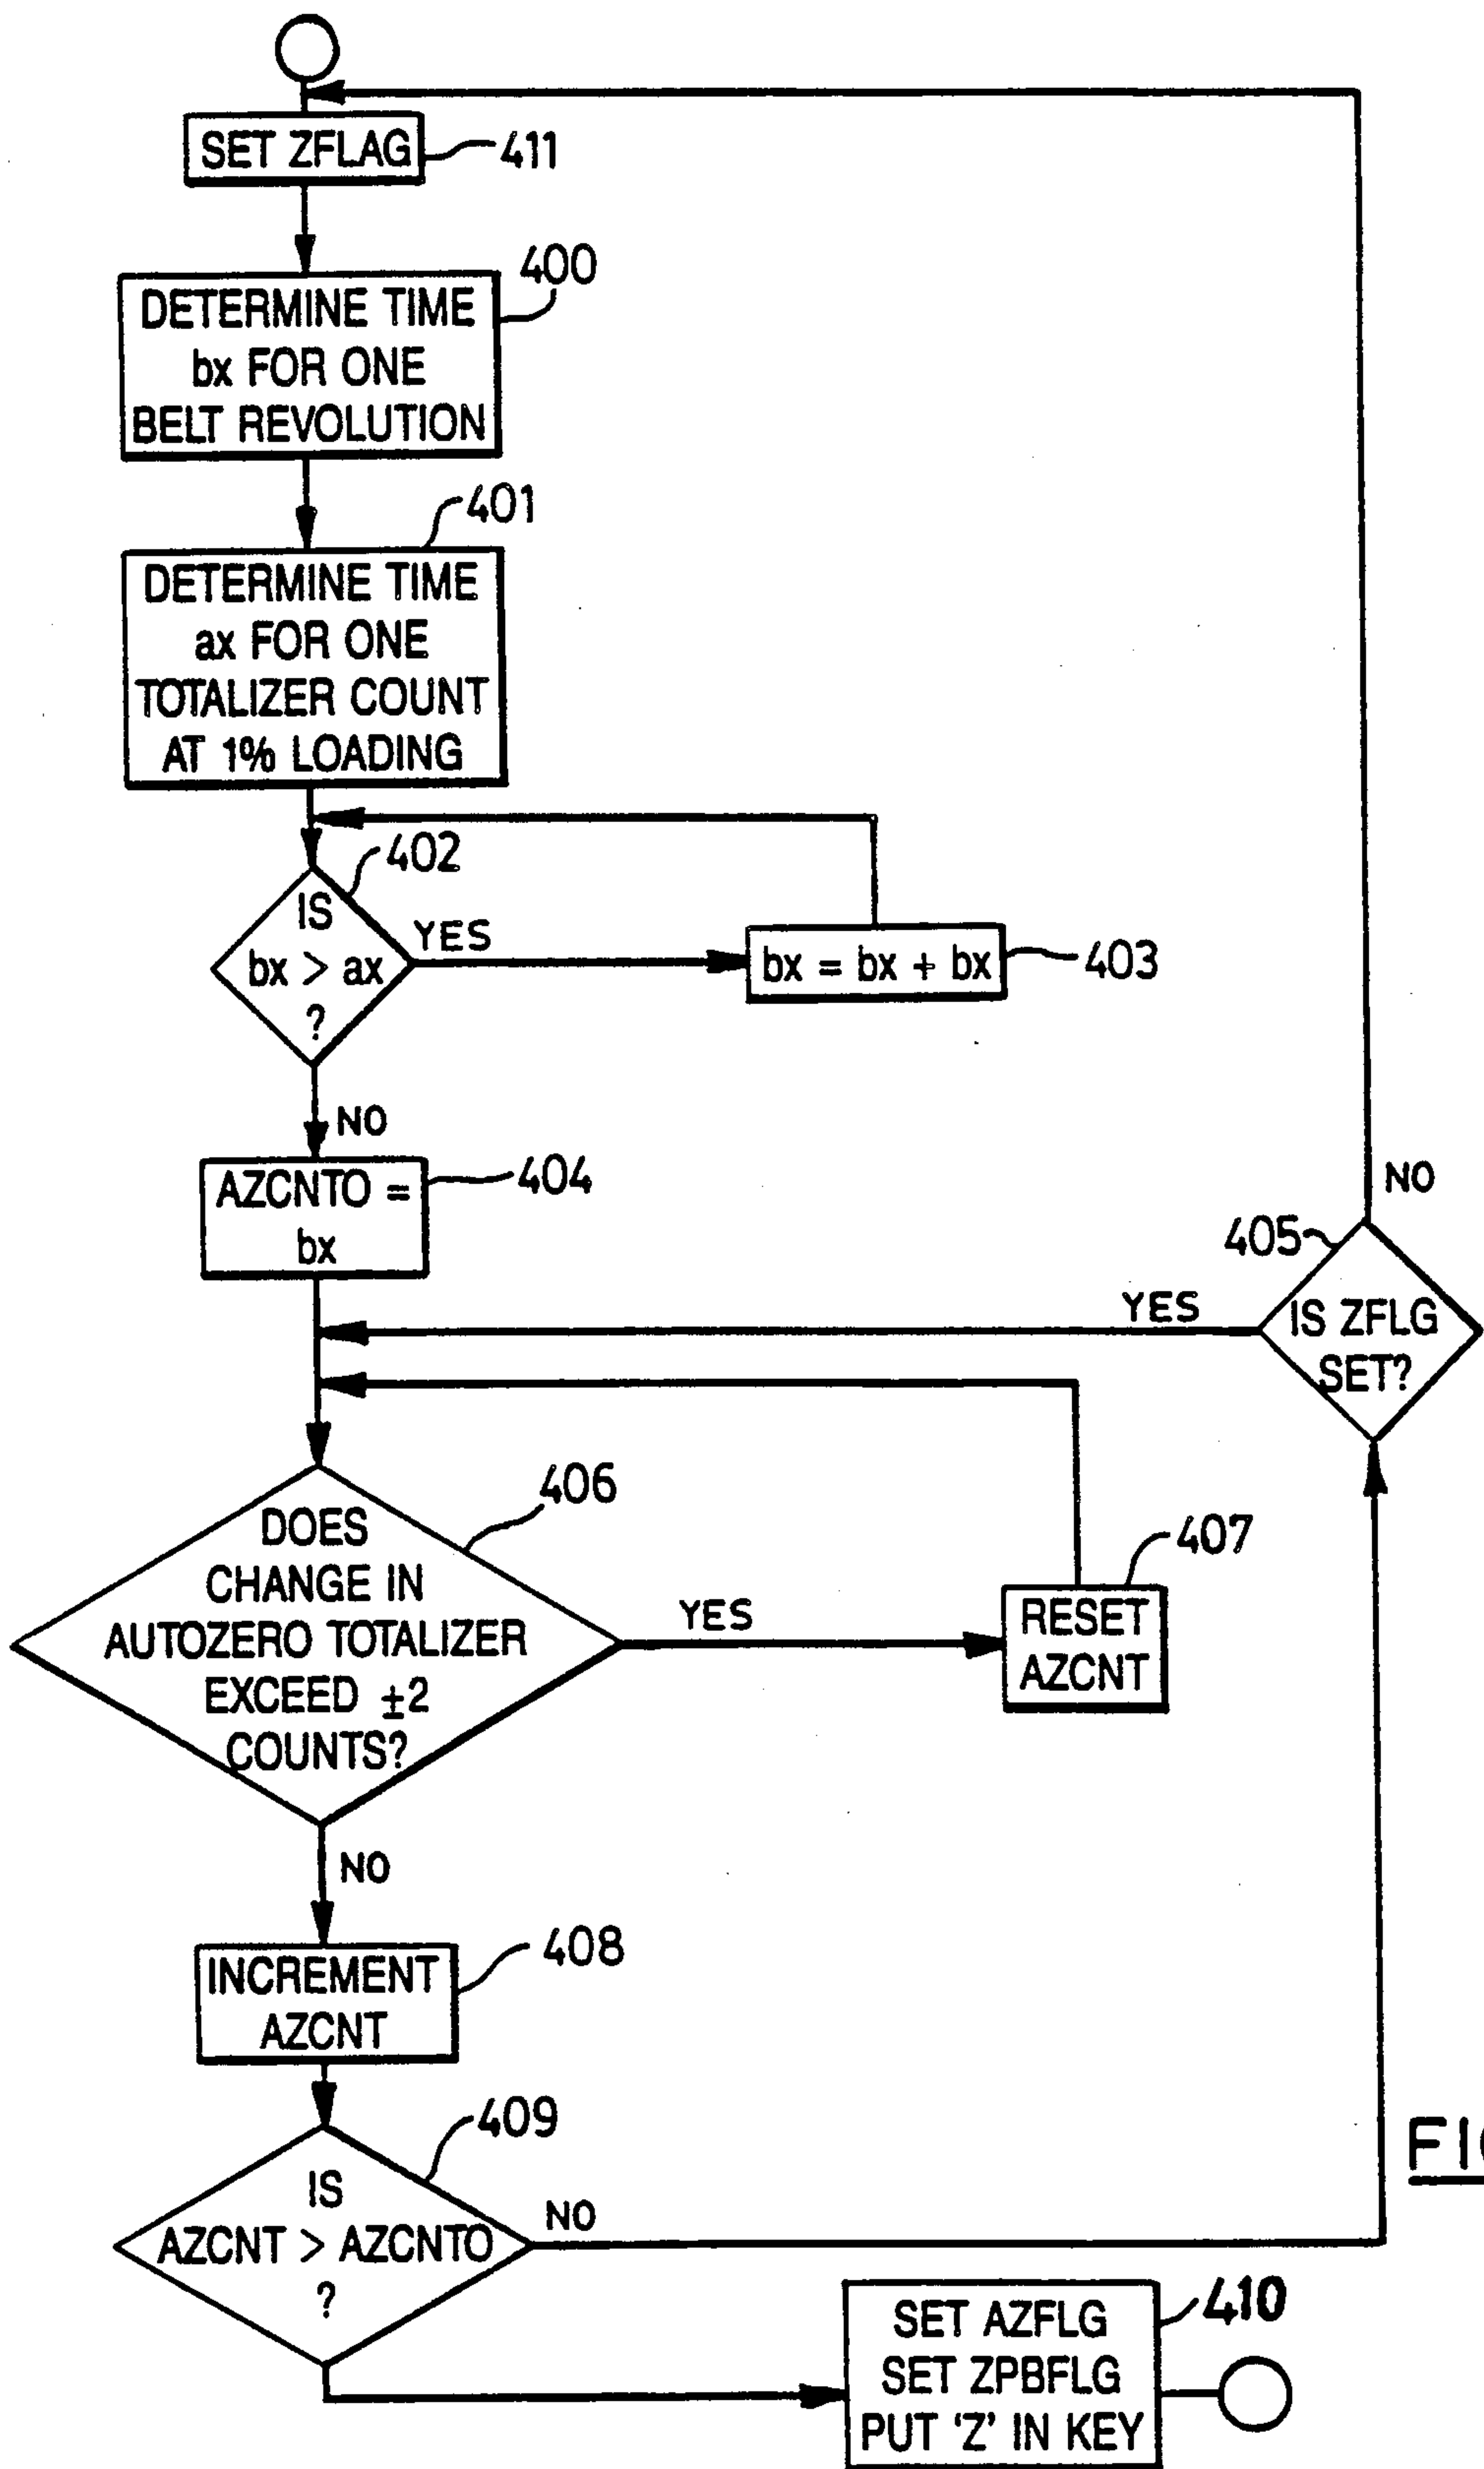 SET ZFLAG
411
400
DETERMINE TIME
bx FOR ONE
BELT REVOLUTION
401
DETERMINE TIME
ax FOR ONE
TOTALIZER COUNT
AT 1% LOADING
402
IS
bx > ax
?
YES
bx = bx + bx
403
NO
AZCNTO =
bx
404
NO
405
IS ZFLG
SET?
YES
406
DOES
CHANGE IN
AUTOZERO TOTALIZER
EXCEED ±2
COUNTS?
YES
407
RESET
AZCNT
NO
408
INCREMENT
AZCNT
409
IS
AZCNT > AZCNTO
?
NO
410
SET AZFLG
SET ZPBFLG
PUT ‘Z’ IN KEY